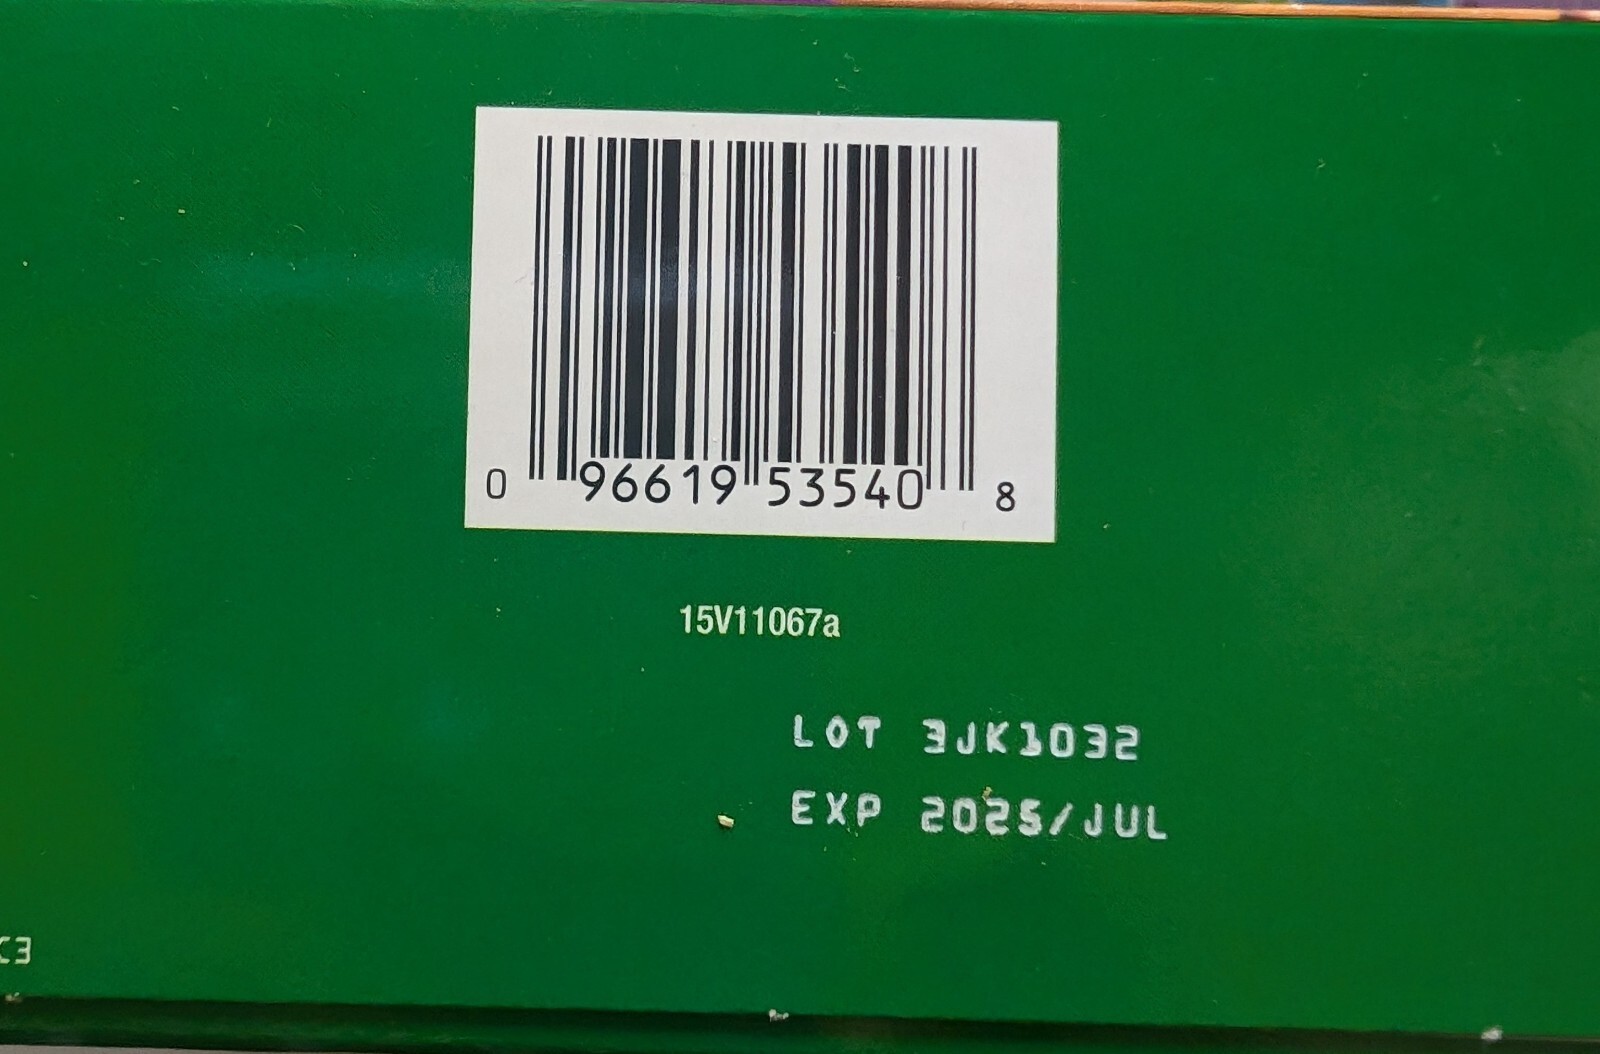 0 96619 53540 8
15V11067a
LOT 3JK1032
EXP 2025/JUL